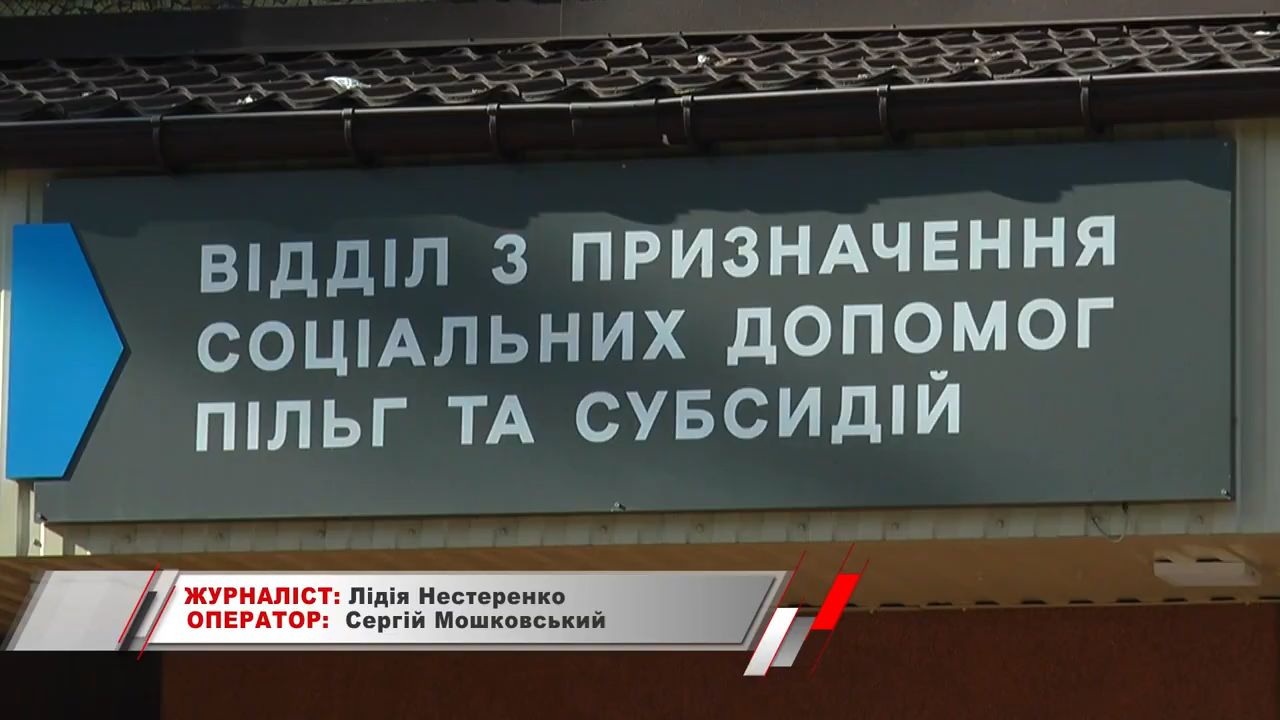 ВІДДІЛ З ПРИЗНАЧЕННЯ
СОЦІАЛЬНИХ ДОПОМОГ
ПІЛЬГ ТА СУБСИДІЙ
ЖУРНАЛІСТ: Лідія Нестеренко
ОПЕРАТОР: Сергій Мошковський